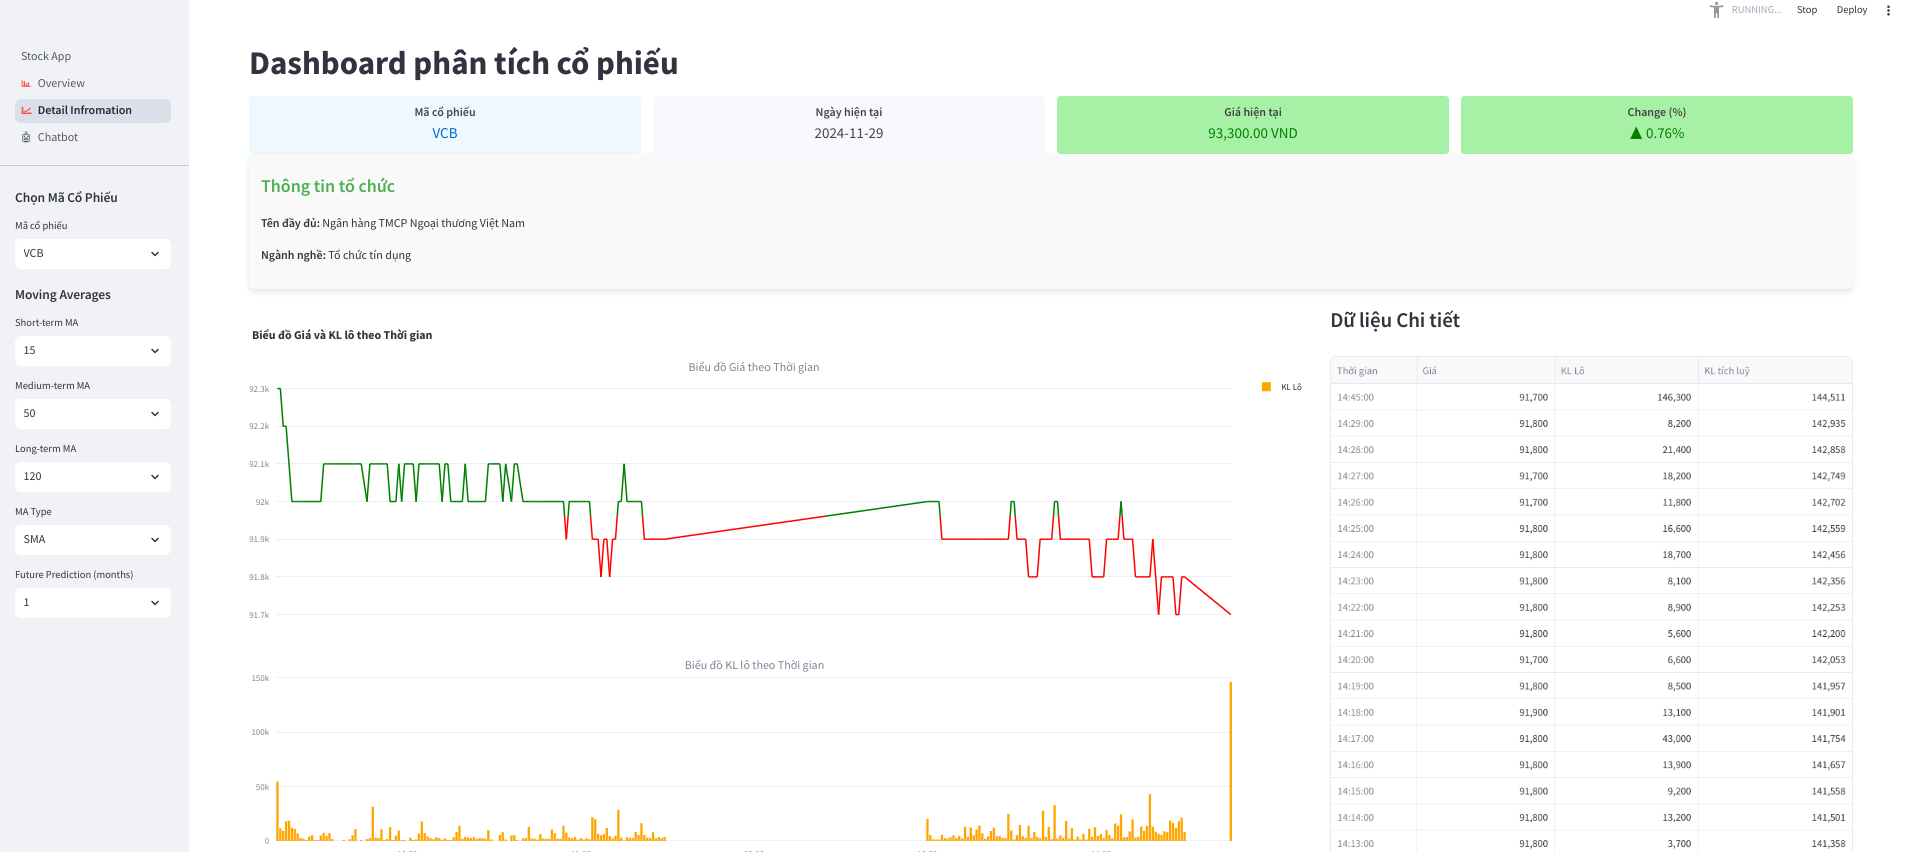 RUNNING...
Stop
Deploy
Stock App
Overview
Detail Infromation
Chatbot
Chọn Mã Cổ Phiếu
Mã cổ phiếu
VCB
Moving Averages
Short-term MA
15
Medium-term MA
50
Long-term MA
120
MA Type
SMA
Future Prediction (months)
1
Dashboard phân tích cổ phiếu
Mã cổ phiếu
VCB
Ngày hiện tại
2024-11-29
Giá hiện tại
93,300.00 VND
Change (%)
▲ 0.76%
Thông tin tổ chức
Tên đầy đủ: Ngân hàng TMCP Ngoại thương Việt Nam
Ngành nghề: Tổ chức tín dụng
Biểu đồ Giá và KL lô theo Thời gian
Biểu đồ Giá theo Thời gian
KL Lô
92.3k
92.2k
92.1k
92k
91.9k
91.8k
91.7k
Biểu đồ KL lô theo Thời gian
150k
100k
50k
0
Dữ liệu Chi tiết
Thời gian Giá KL Lô KL tích luỹ
14:45:00 91,700 146,300 144,511
14:29:00 91,800 8,200 142,935
14:28:00 91,800 21,400 142,858
14:27:00 91,700 18,200 142,749
14:26:00 91,700 11,800 142,702
14:25:00 91,800 16,600 142,559
14:24:00 91,800 18,700 142,456
14:23:00 91,800 8,100 142,356
14:22:00 91,800 8,900 142,253
14:21:00 91,800 5,600 142,200
14:20:00 91,700 6,600 142,053
14:19:00 91,800 8,500 141,957
14:18:00 91,900 13,100 141,901
14:17:00 91,800 43,000 141,754
14:16:00 91,800 13,900 141,657
14:15:00 91,800 9,200 141,558
14:14:00 91,800 13,200 141,501
14:13:00 91,800 3,700 141,358